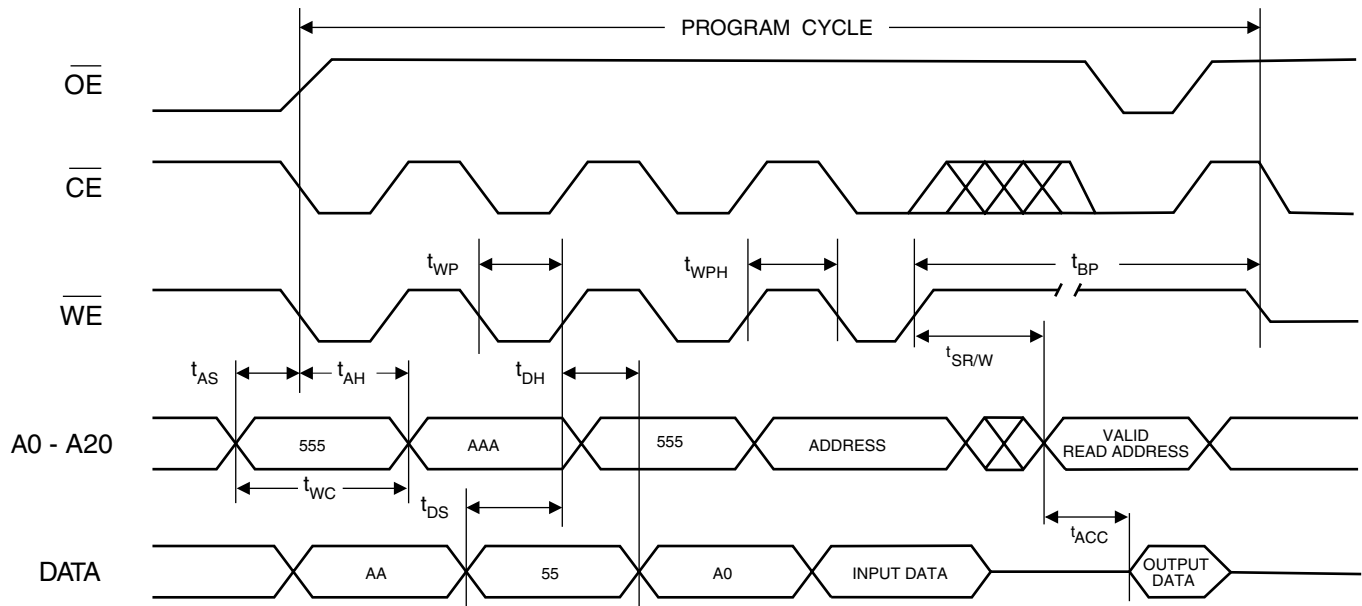 PROGRAM CYCLE
OE
CE
tWP
tWPH
tBP
WE
tSR/W
tAS
tAH
tDH
A0 - A20
555
AAA
555
ADDRESS
VALID
READ ADDRESS
tWC
tDS
tACC
DATA
AA
55
A0
INPUT DATA
OUTPUT
DATA